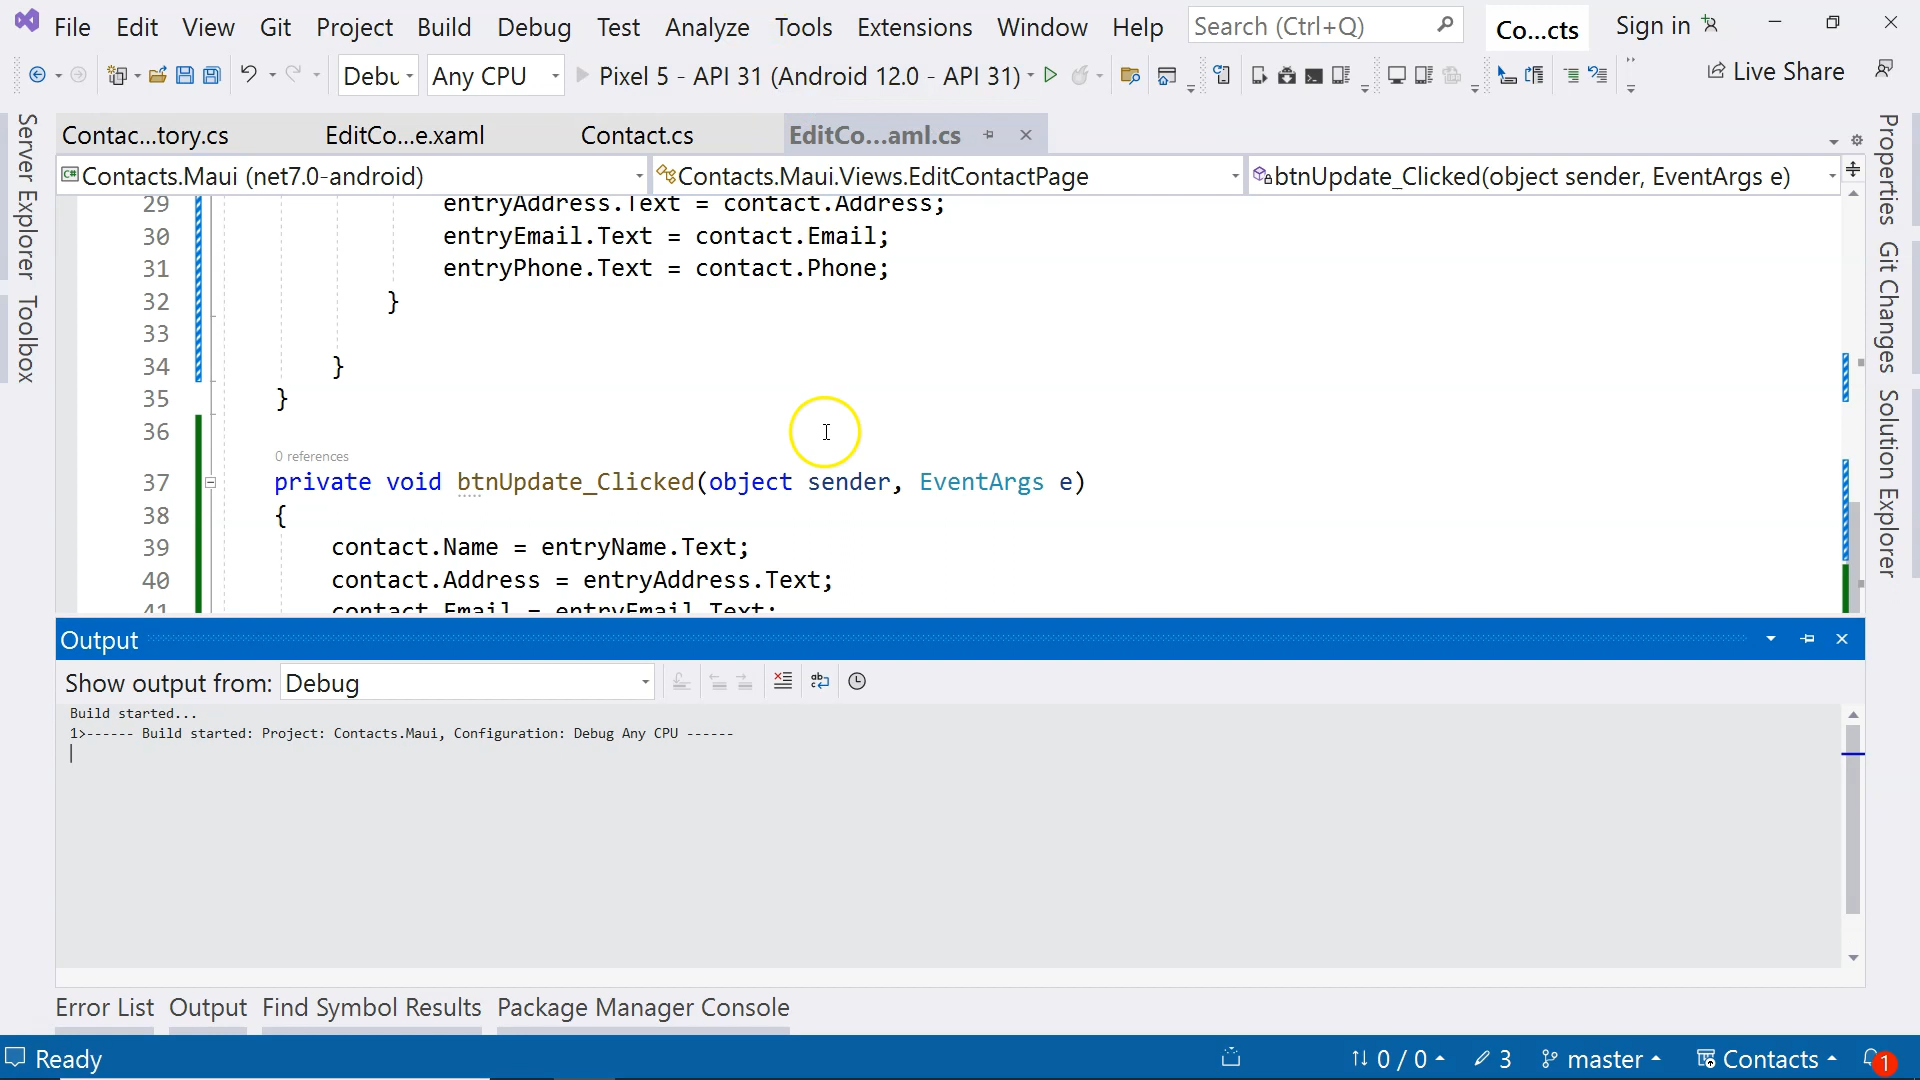 File Edit View Git Project Build Debug Test Analyze Tools Extensions Window Help Search (Ctrl+Q) Co...cts Sign in
Debu Any CPU Pixel 5 - API 31 (Android 12.0 - API 31) Live Share
Contac...tory.cs EditCo...e.xaml Contact.cs EditCo...aml.cs
Contacts.Maui (net7.0-android) Contacts.Maui.Views.EditContactPage btnUpdate_Clicked(object sender, EventArgs e)
Server Explorer
Toolbox
29 entryAddress.Text = contact.Address;
30 entryEmail.Text = contact.Email;
31 entryPhone.Text = contact.Phone;
32 }
33
34 }
35 }
36
0 references
37 private void btnUpdate_Clicked(object sender, EventArgs e)
38 {
39 contact.Name = entryName.Text;
40 contact.Address = entryAddress.Text;
41 contact.Email = entryEmail.Text;
Properties
Git Changes
Solution Explorer
Output
Show output from: Debug
Build started...
1>------ Build started: Project: Contacts.Maui, Configuration: Debug Any CPU ------
Error List Output Find Symbol Results Package Manager Console
Ready 0 / 0 3 master Contacts 1